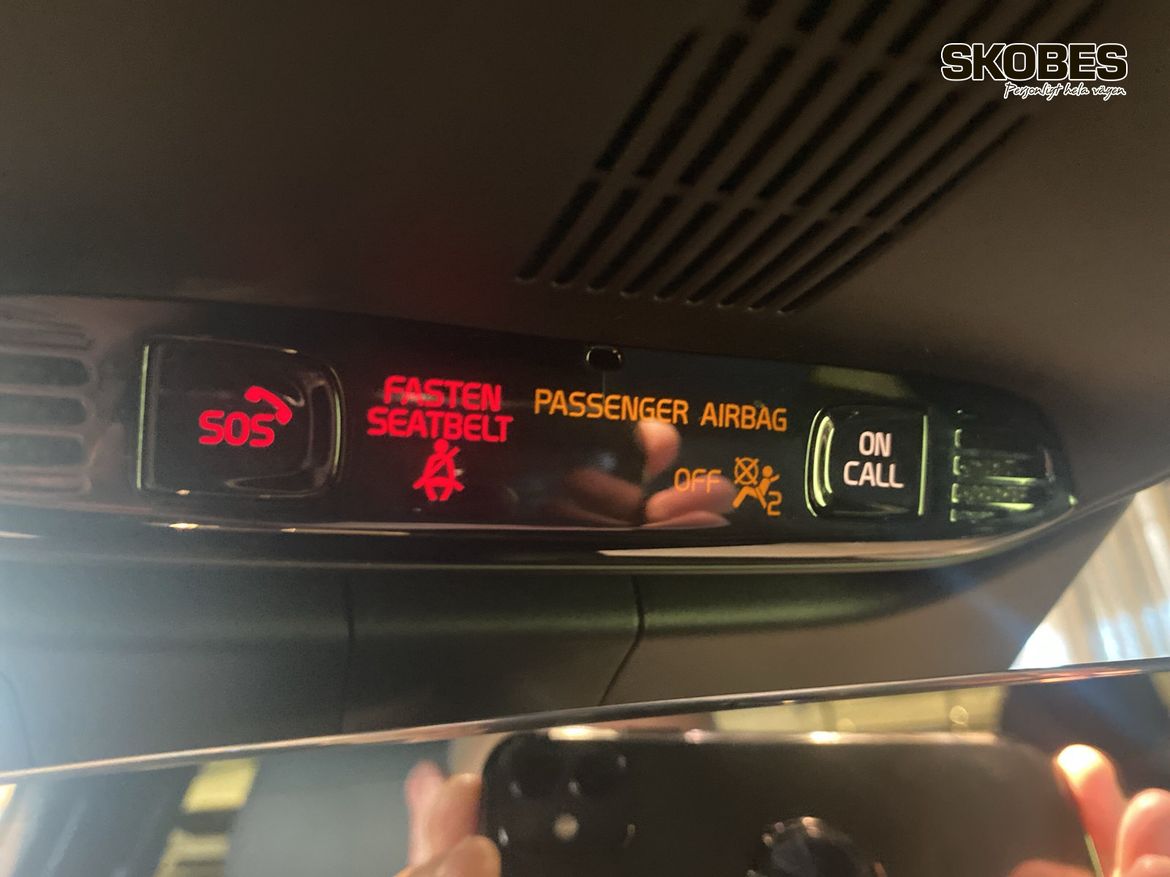 SKOBES
Personligt hela vägen
SOS
FASTEN
SEATBELT
PASSENGER AIRBAG
OFF 2
ON
CALL